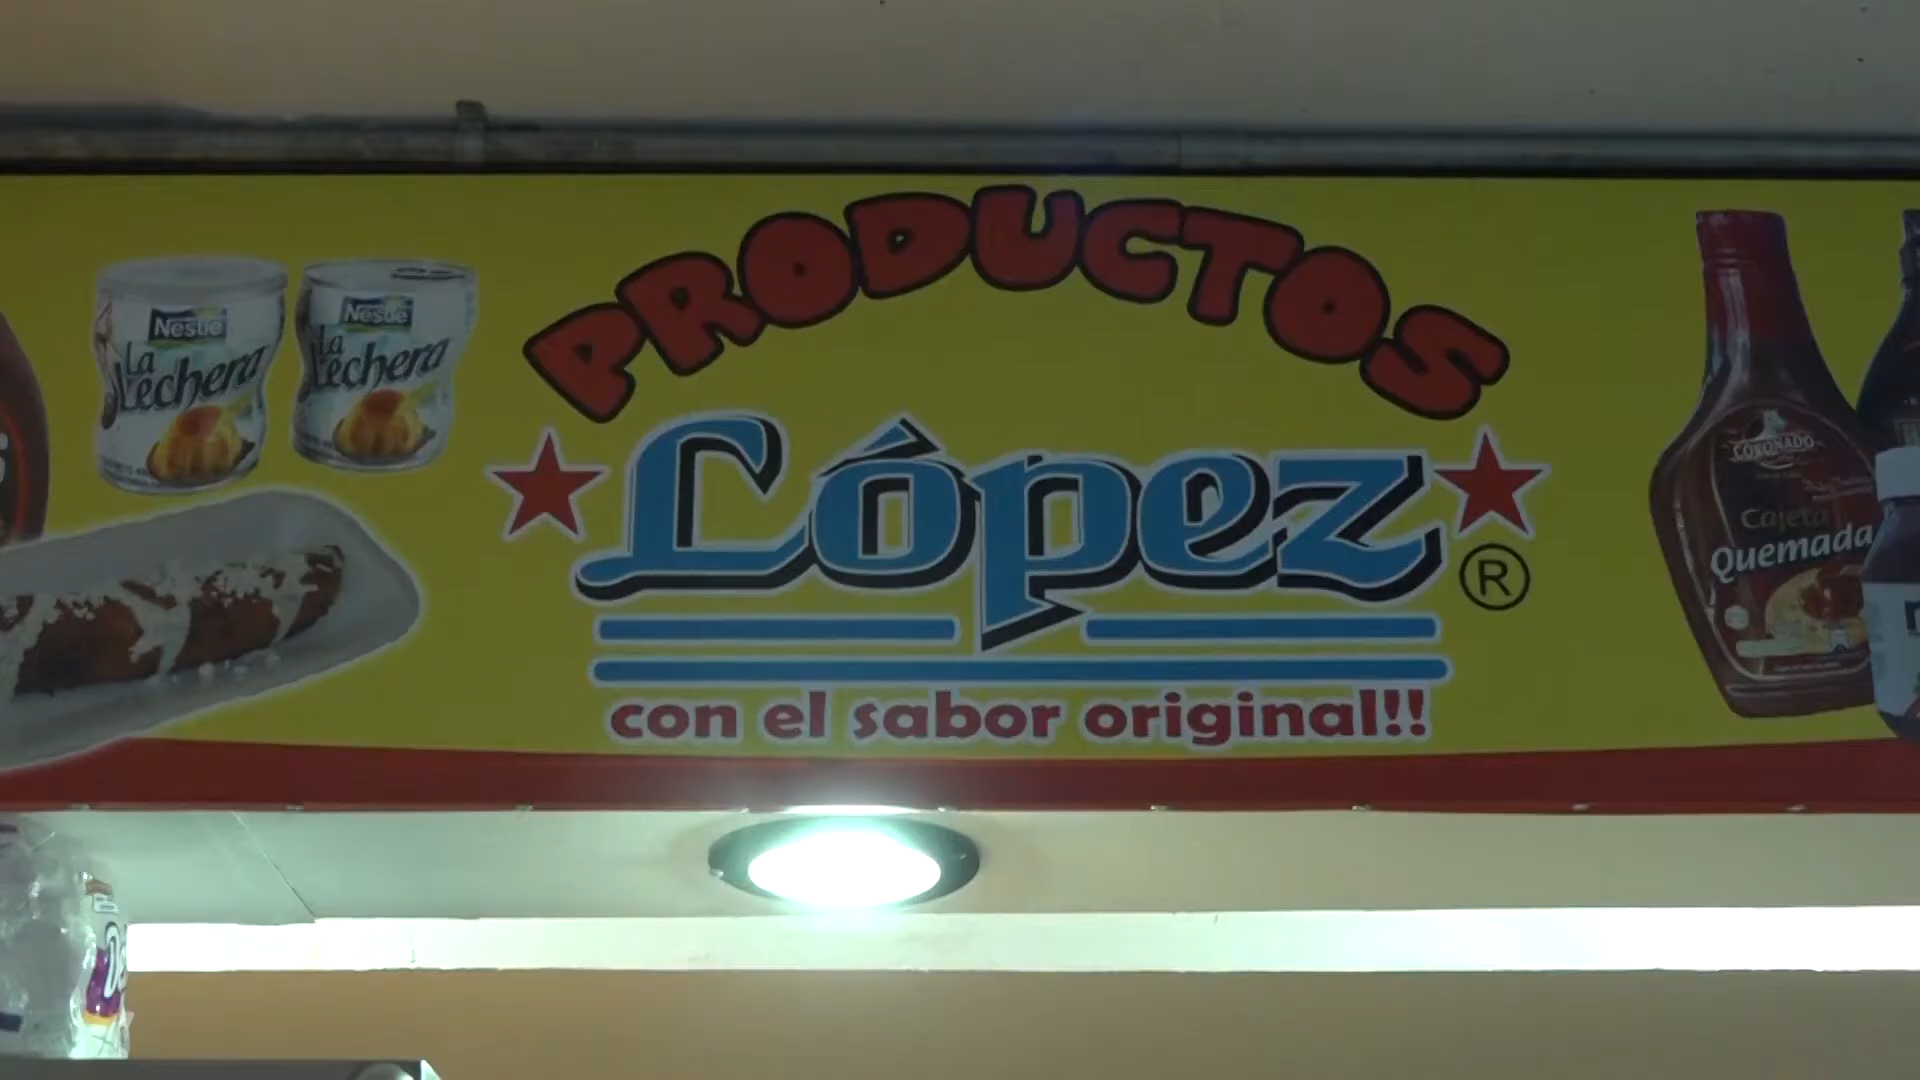 PRODUCTOS
López
®
con el sabor original!!
Nestlé
La Lechera
Nestlé
La Lechera
CORONADO
Cajeta
Quemada